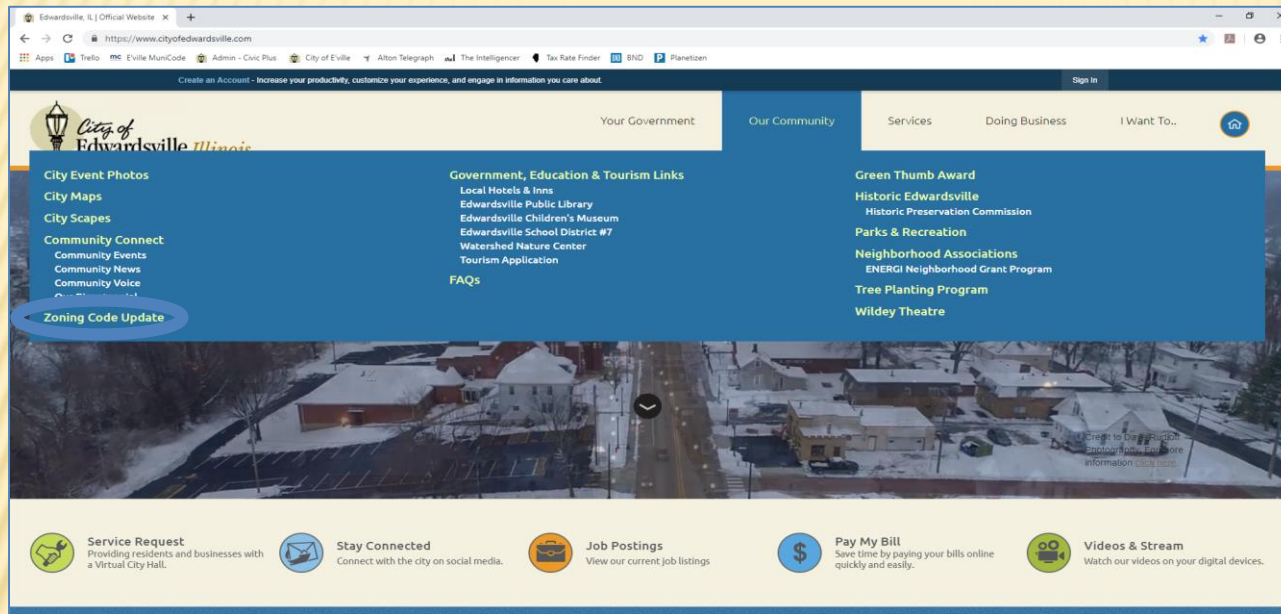 Edwardsville, IL | Official Website
https://www.cityofedwardsville.com
Apps Trello E'ville MuniCode Admin - Civic Plus City of E'ville Alton Telegraph The Intelligencer Tax Rate Finder BND Planetizen
Create an Account - Increase your productivity, customize your experience, and engage in information you care about. Sign In
City of
Edwardsville Illinois
Your Government Our Community Services Doing Business I Want To..
City Event Photos
City Maps
City Scapes
Community Connect
Community Events
Community News
Community Voice
Zoning Code Update
Government, Education & Tourism Links
Local Hotels & Inns
Edwardsville Public Library
Edwardsville Children's Museum
Edwardsville School District #7
Watershed Nature Center
Tourism Application
FAQs
Green Thumb Award
Historic Edwardsville
Historic Preservation Commission
Parks & Recreation
Neighborhood Associations
ENERGI Neighborhood Grant Program
Tree Planting Program
Wildey Theatre
Credit to
Photography. For more
information click here.
Service Request
Providing residents and businesses with
a Virtual City Hall.
Stay Connected
Connect with the city on social media.
Job Postings
View our current job listings
Pay My Bill
Save time by paying your bills online
quickly and easily.
Videos & Stream
Watch our videos on your digital devices.